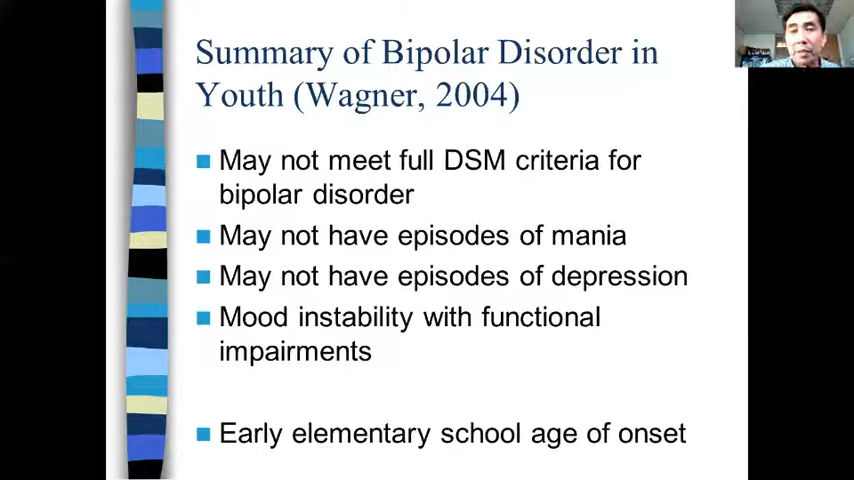 Summary of Bipolar Disorder in
Youth (Wagner, 2004)
May not meet full DSM criteria for
bipolar disorder
May not have episodes of mania
May not have episodes of depression
Mood instability with functional
impairments
Early elementary school age of onset